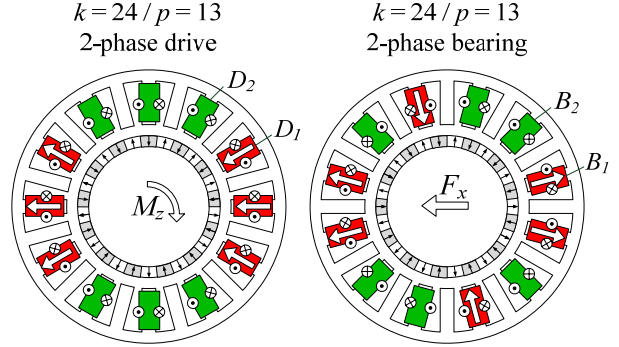 k = 24 / p = 13
2-phase drive
D2
D1
Mz
k = 24 / p = 13
2-phase bearing
B2
B1
Fx